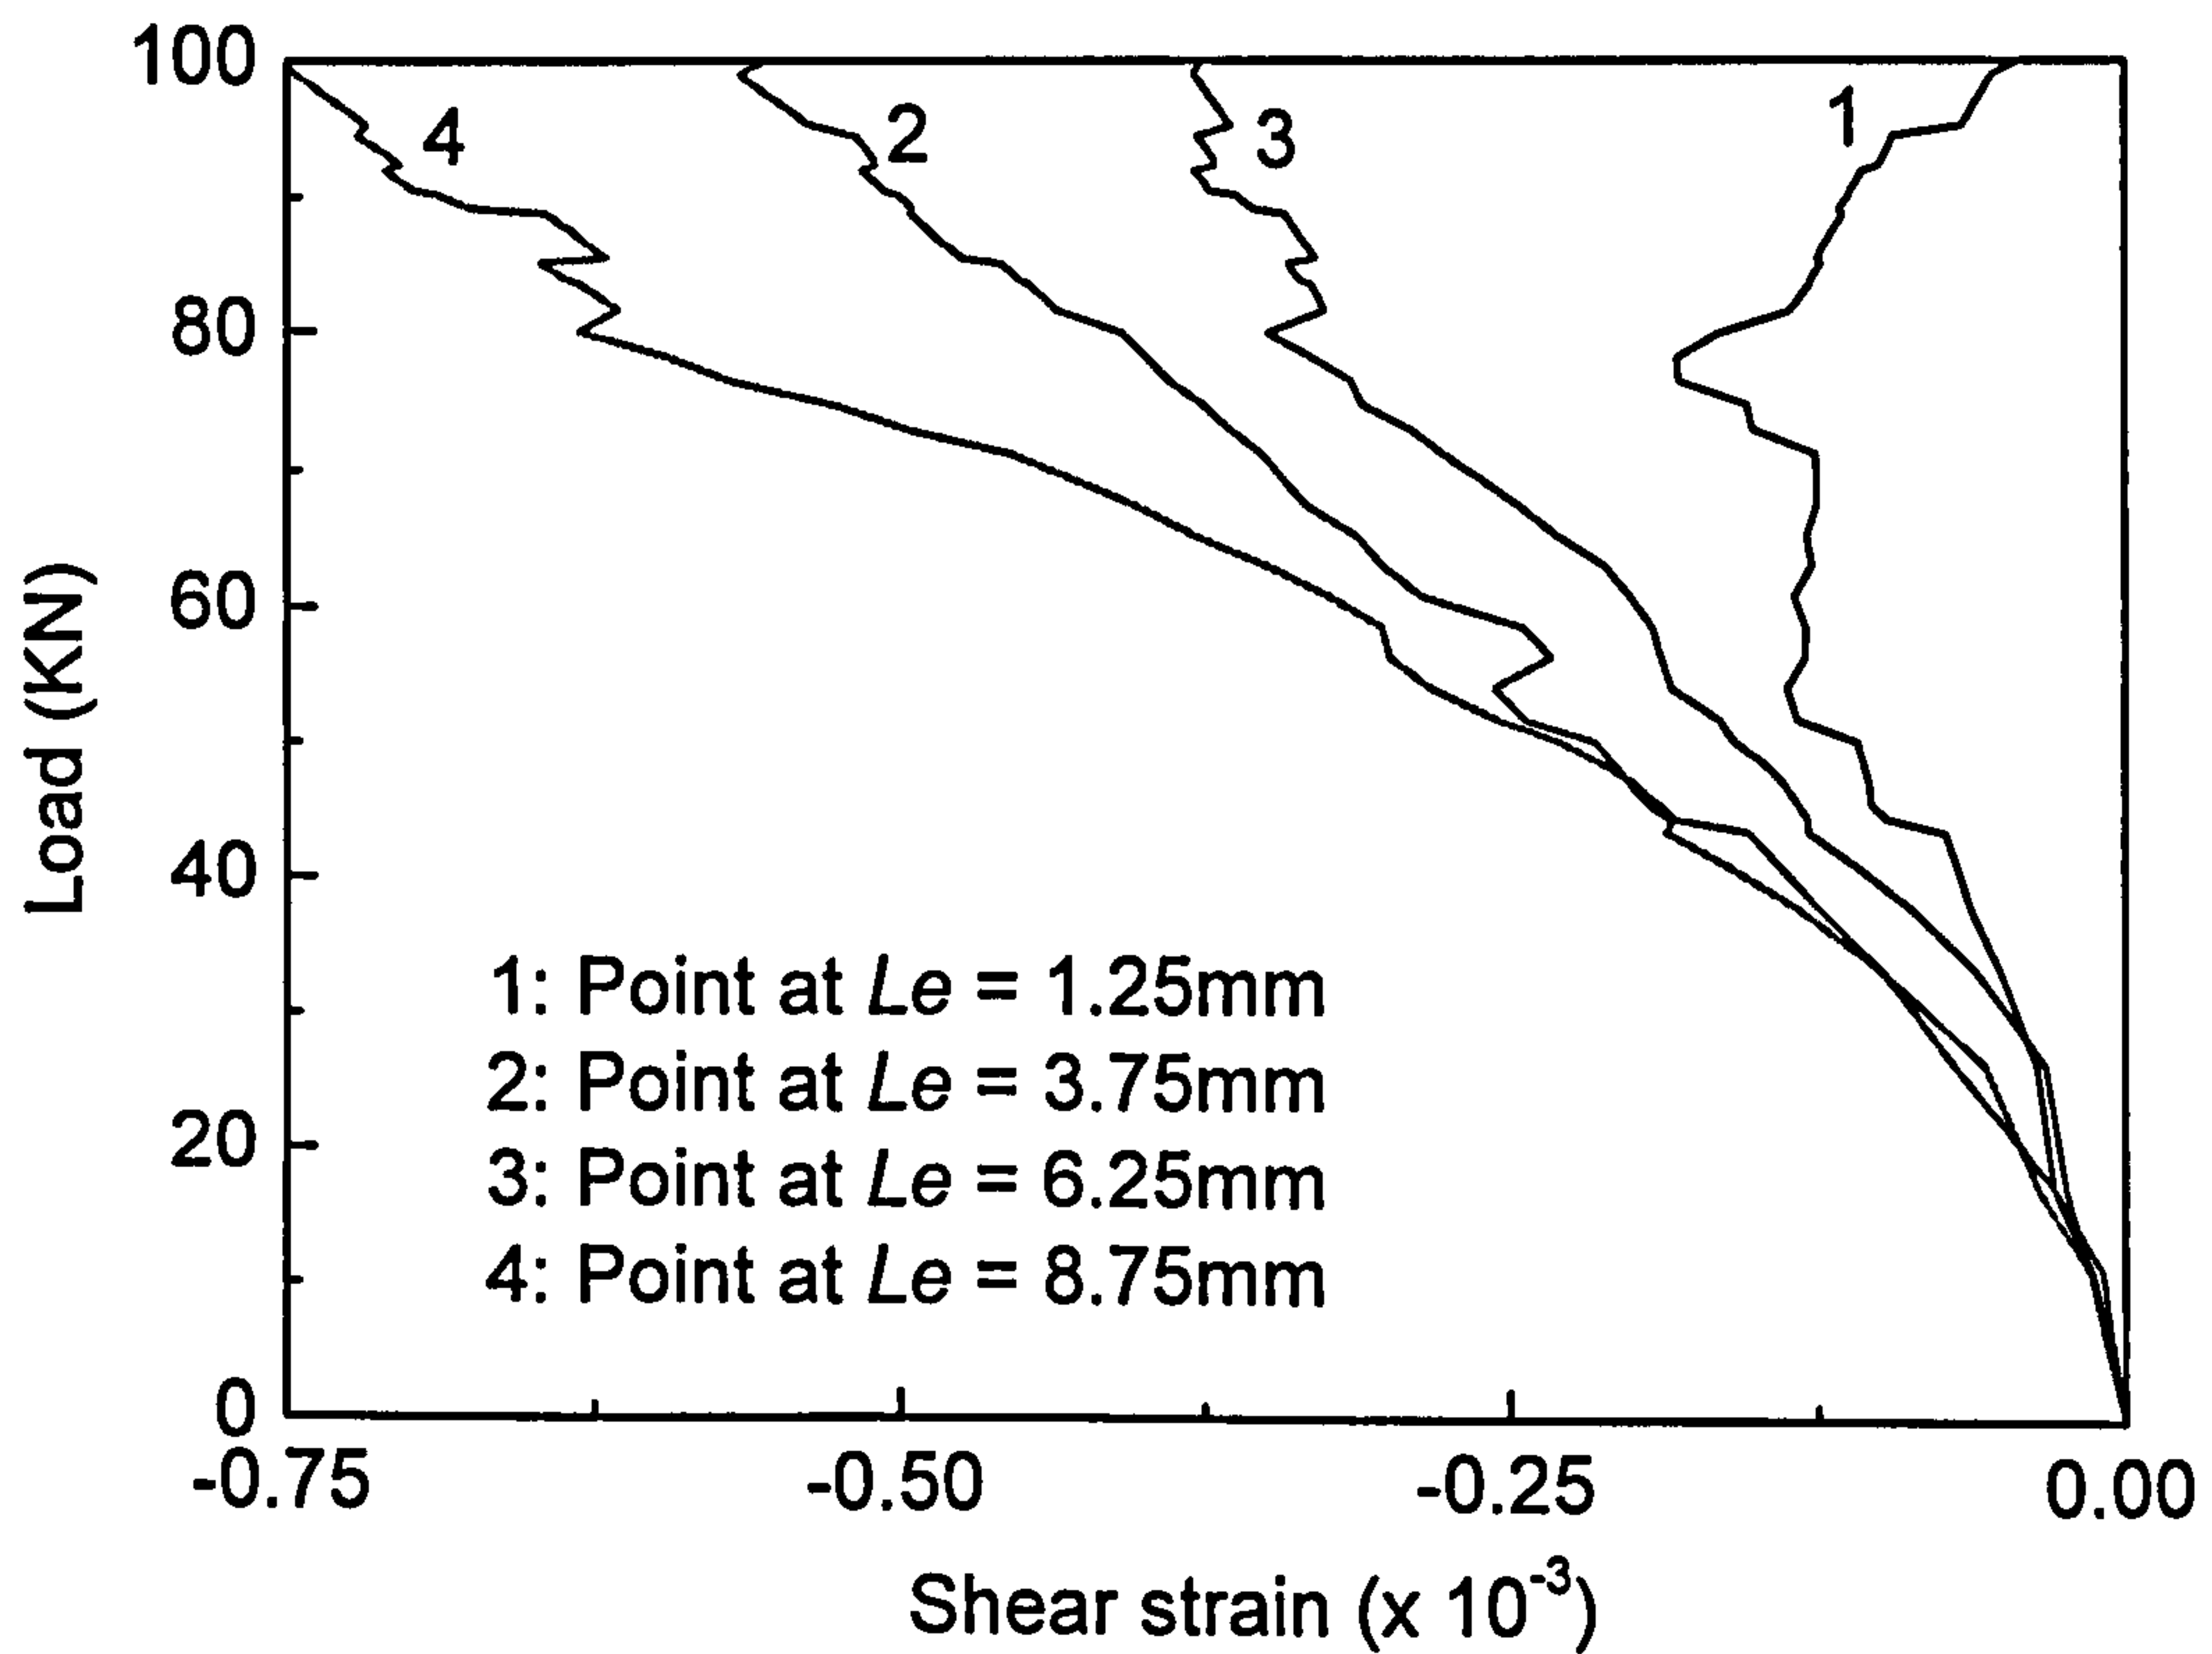 100
4
2
3
1
80
60
Load (KN)
40
1: Point at Le = 1.25mm
2: Point at Le = 3.75mm
20
3: Point at Le = 6.25mm
4: Point at Le = 8.75mm
0
-0.75
-0.50
-0.25
0.00
Shear strain (x 10⁻³)